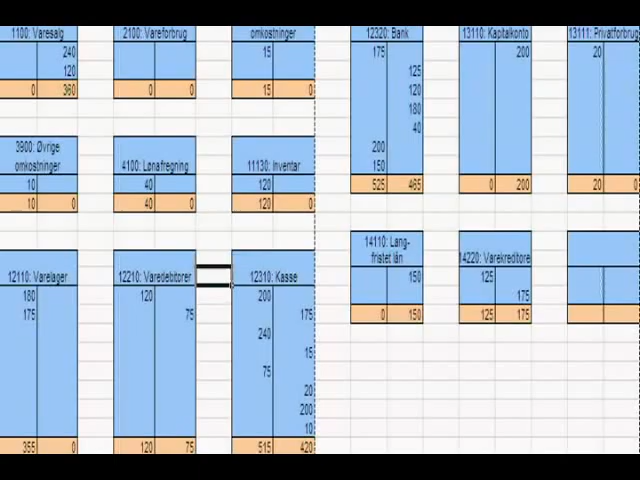 1100: Varesalg
240
120
0 360
2100: Vareforbrug
0 0
omkostninger
15
15 0
12320: Bank
175
125
120
180
40
200
150
525 465
13110: Kapitalkonto
200
0 200
13111: Privatforbrug
20
20 0
3900: Øvrige
omkostninger
10
10 0
4100: Lønafregning
40
40 0
11130: Inventar
120
120 0
14110: Lang-
fristet lån
150
0 150
14220: Varekreditore
125
175
125 175
12110: Varelager
180
175
355 0
12210: Varedebitorer
120
75
120 75
12310: Kasse
200
175
240
15
75
20
200
10
515 420